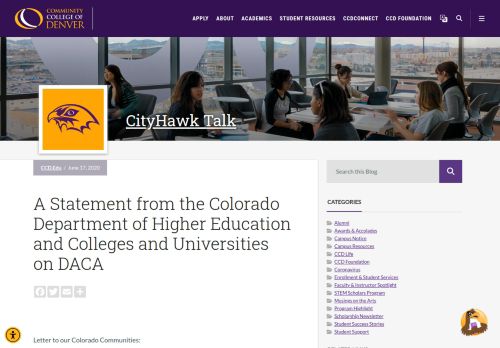 COMMUNITY
COLLEGE OF
DENVER
APPLY ABOUT ACADEMICS STUDENT RESOURCES CCDCONNECT CCD FOUNDATION
CityHawk Talk
CCD.Edu / June 17, 2020
Search this Blog
A Statement from the Colorado
Department of Higher Education
and Colleges and Universities
on DACA
CATEGORIES
Alumni
Awards & Accolades
Campus Notice
Campus Resources
CCD Life
CCD Foundation
Coronavirus
Enrollment & Student Services
Faculty & Instructor Spotlight
STEM Scholars Program
Musings on the Arts
Program Highlight
Scholarship Newsletter
Student Success Stories
Student Support
Letter to our Colorado Communities: